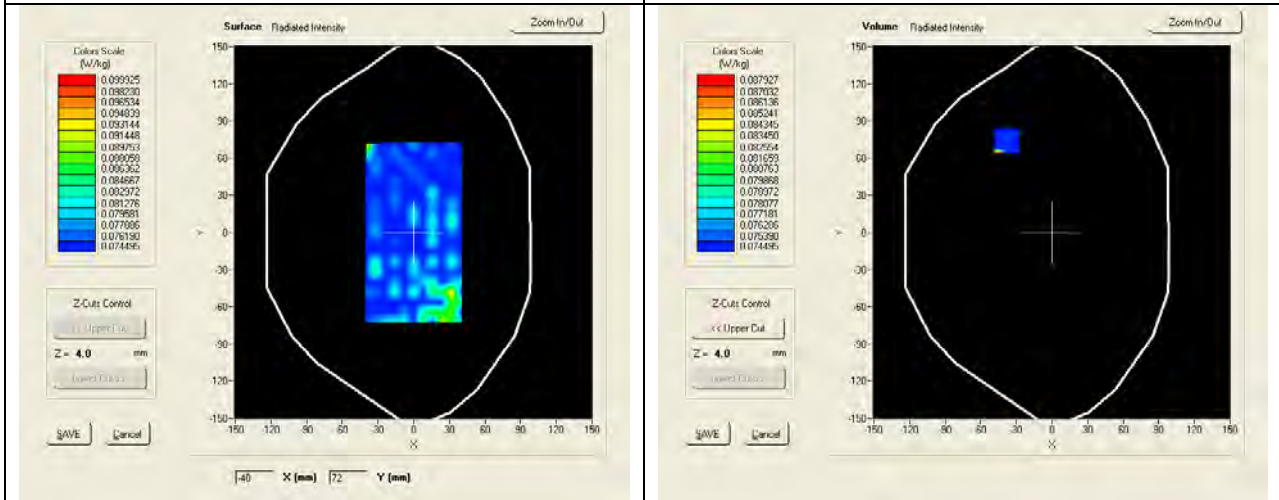 Surface Radiated Intensity
Zoom In/Out
Colors Scale
(W/kg)
0.099925
0.098230
0.096534
0.094839
0.093144
0.091448
0.089753
0.088058
0.086362
0.084667
0.082972
0.081276
0.079581
0.077886
0.076190
0.074495
Z-Cuts Control
<< Upper Cut
Z = 4.0 mm
SAVE
Cancel
150
120
90
60
30
0
-30
-60
-90
-120
-150
Y
-150 -120 -90 -60 -30 0 30 60 90 120 150
X
-40 X (mm) 72 Y (mm)
Volume Radiated Intensity
Zoom In/Out
Colors Scale
(W/kg)
0.087927
0.087032
0.086136
0.085241
0.084345
0.083450
0.082554
0.081659
0.080763
0.079868
0.078972
0.078077
0.077181
0.076286
0.075390
0.074495
Z-Cuts Control
<< Upper Cut
Z = 4.0 mm
SAVE
Cancel
150
120
90
60
30
0
-30
-60
-90
-120
-150
Y
-150 -120 -90 -60 -30 0 30 60 90 120 150
X